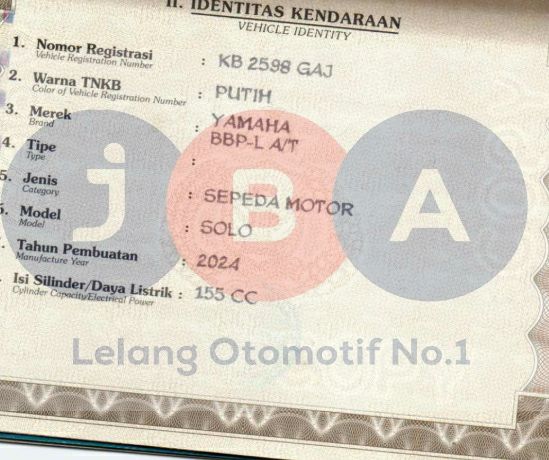 II. IDENTITAS KENDARAAN
VEHICLE IDENTITY
1. Nomor Registrasi : KB 2598 GAJ
Vehicle Registration Number
2. Warna TNKB : PUTIH
Color of Vehicle Registration Number
3. Merek : YAMAHA
Brand
4. Tipe : BBP-L A/T
Type
5. Jenis : SEPEDA MOTOR
Category
6. Model : SOLO
Model
. Tahun Pembuatan : 2024
Manufacture Year
. Isi Silinder/Daya Listrik : 155 CC
Cylinder Capacity/Electrical Power
jBA
Lelang Otomotif No.1
COPY